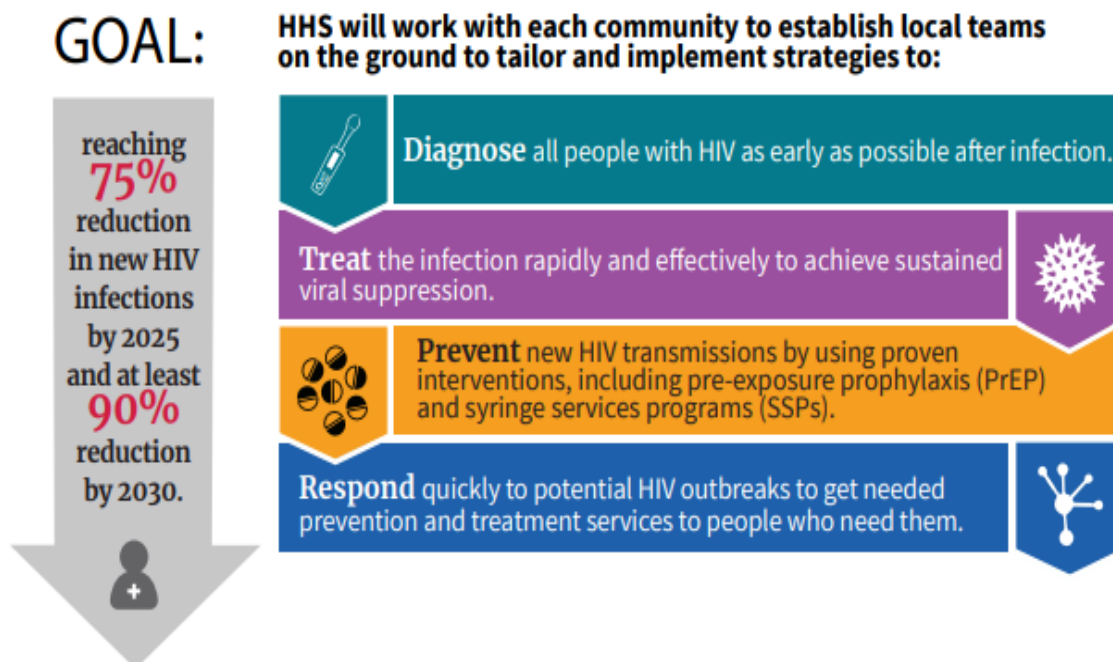 GOAL:
reaching
75%
reduction
in new HIV
infections
by 2025
and at least
90%
reduction
by 2030.
HHS will work with each community to establish local teams
on the ground to tailor and implement strategies to:
Diagnose all people with HIV as early as possible after infection.
Treat the infection rapidly and effectively to achieve sustained
viral suppression.
Prevent new HIV transmissions by using proven
interventions, including pre-exposure prophylaxis (PrEP)
and syringe services programs (SSPs).
Respond quickly to potential HIV outbreaks to get needed
prevention and treatment services to people who need them.